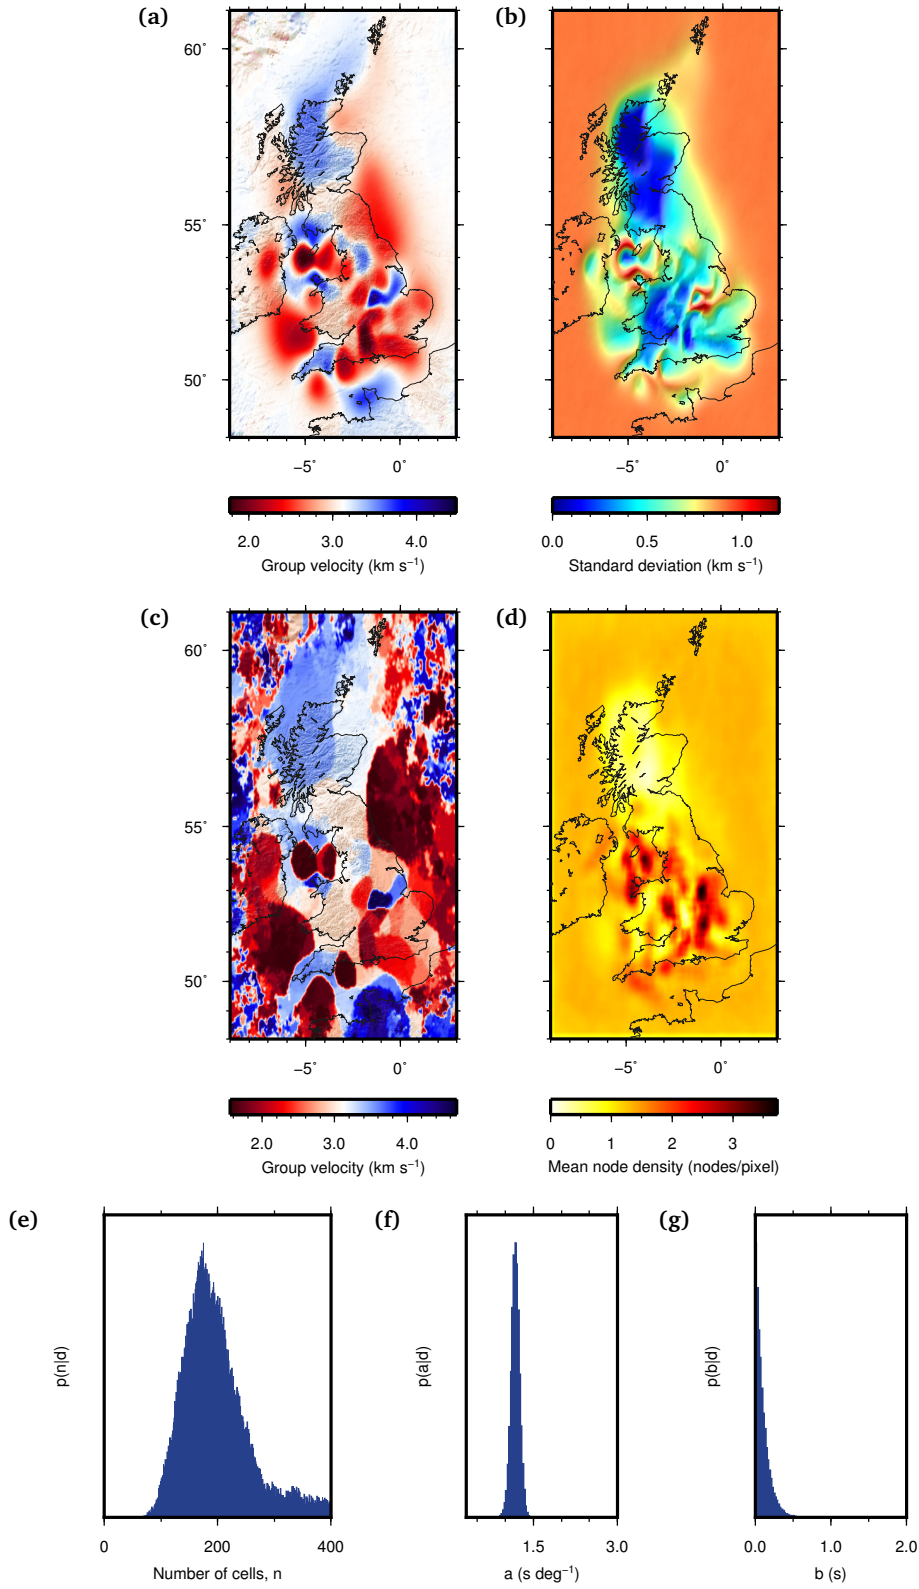 (a) (b)
60˚
55˚
50˚
−5˚ 0˚ −5˚ 0˚
2.0 3.0 4.0 0.0 0.5 1.0
Group velocity (km s⁻¹) Standard deviation (km s⁻¹)
(c) (d)
60˚
55˚
50˚
−5˚ 0˚ −5˚ 0˚
2.0 3.0 4.0 0 1 2 3
Group velocity (km s⁻¹) Mean node density (nodes/pixel)
(e) (f) (g)
p(n|d) p(a|d) p(b|d)
0 200 400 1.5 3.0 0.0 1.0 2.0
Number of cells, n a (s deg⁻¹) b (s)